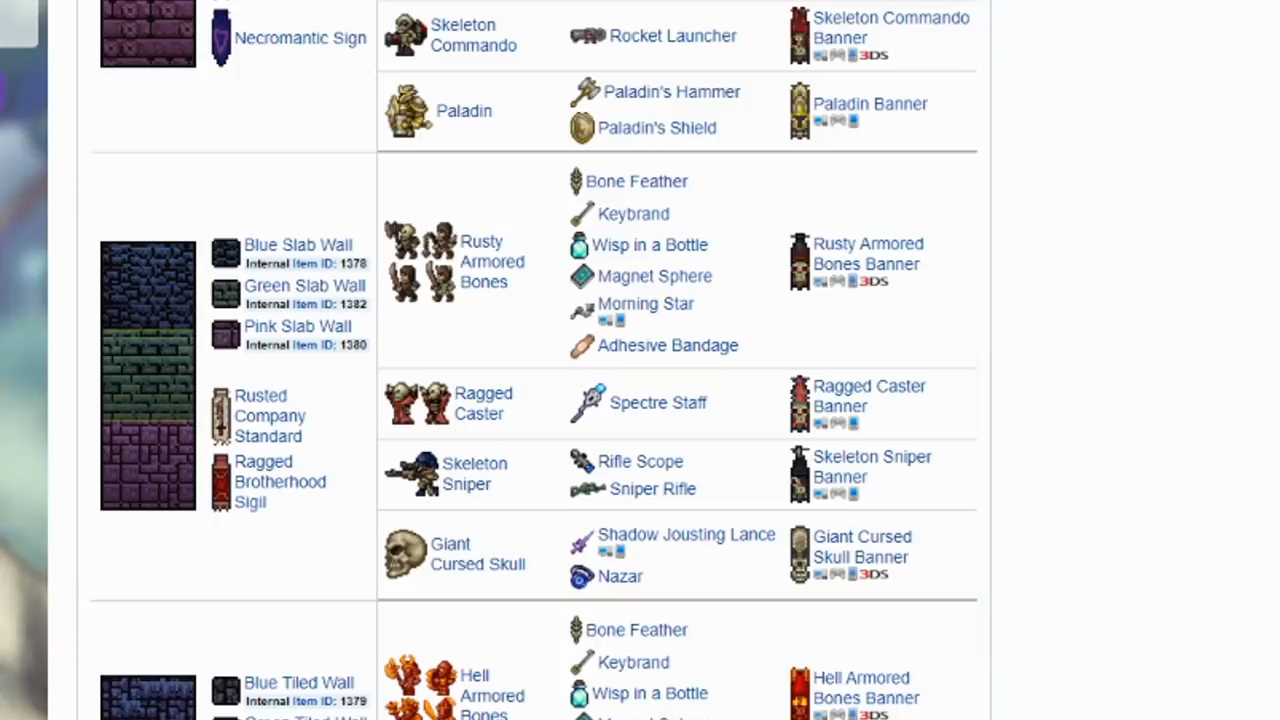 Necromantic Sign
Skeleton
Commando
Rocket Launcher
Skeleton Commando
Banner
3DS
Paladin
Paladin's Hammer
Paladin's Shield
Paladin Banner
Blue Slab Wall
Internal Item ID: 1378
Green Slab Wall
Internal Item ID: 1382
Pink Slab Wall
Internal Item ID: 1380
Rusted
Company
Standard
Ragged
Brotherhood
Sigil
Rusty
Armored
Bones
Bone Feather
Keybrand
Wisp in a Bottle
Magnet Sphere
Morning Star
Adhesive Bandage
Rusty Armored
Bones Banner
3DS
Ragged
Caster
Spectre Staff
Ragged Caster
Banner
Skeleton
Sniper
Rifle Scope
Sniper Rifle
Skeleton Sniper
Banner
Giant
Cursed Skull
Shadow Jousting Lance
Nazar
Giant Cursed
Skull Banner
3DS
Blue Tiled Wall
Internal Item ID: 1379
Green Tiled Wall
Hell
Armored
Bones
Bone Feather
Keybrand
Wisp in a Bottle
Magnet Sphere
Hell Armored
Bones Banner
3DS